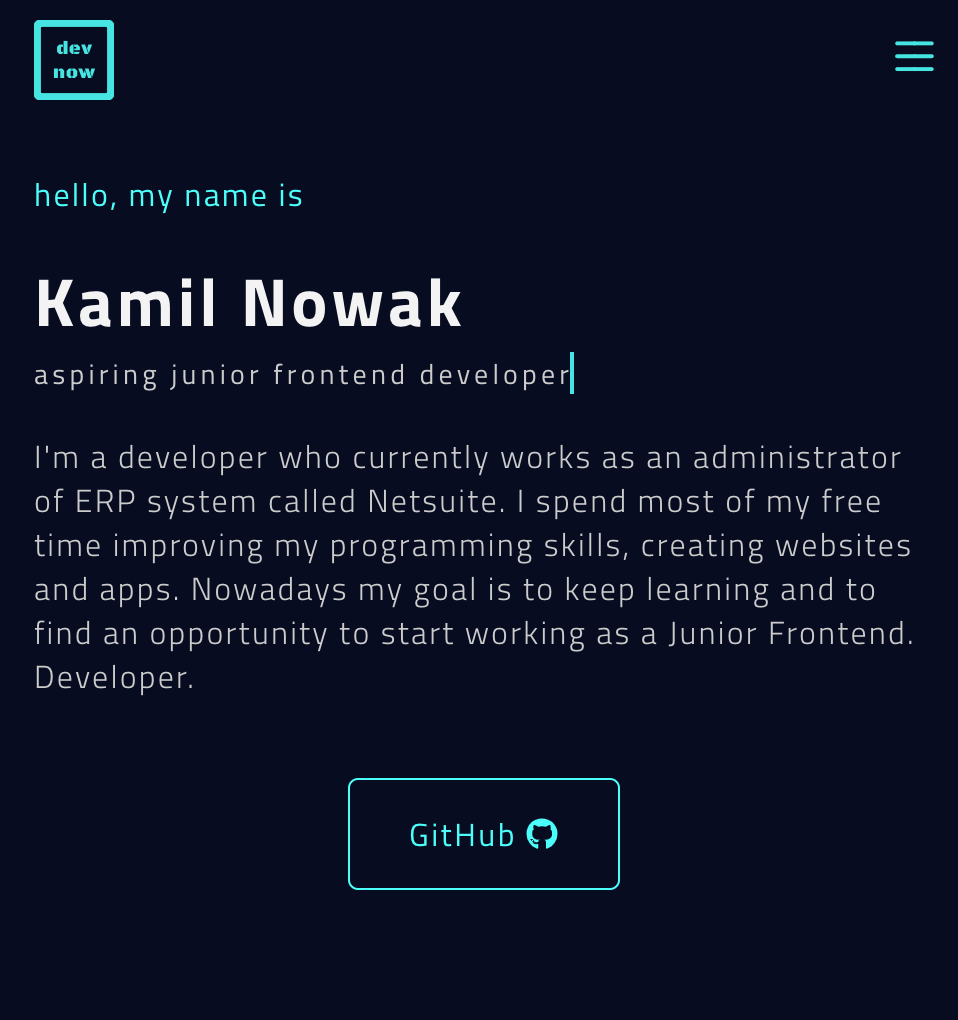 dev
now
hello, my name is
Kamil Nowak
aspiring junior frontend developer
I'm a developer who currently works as an administrator
of ERP system called Netsuite. I spend most of my free
time improving my programming skills, creating websites
and apps. Nowadays my goal is to keep learning and to
find an opportunity to start working as a Junior Frontend.
Developer.
GitHub